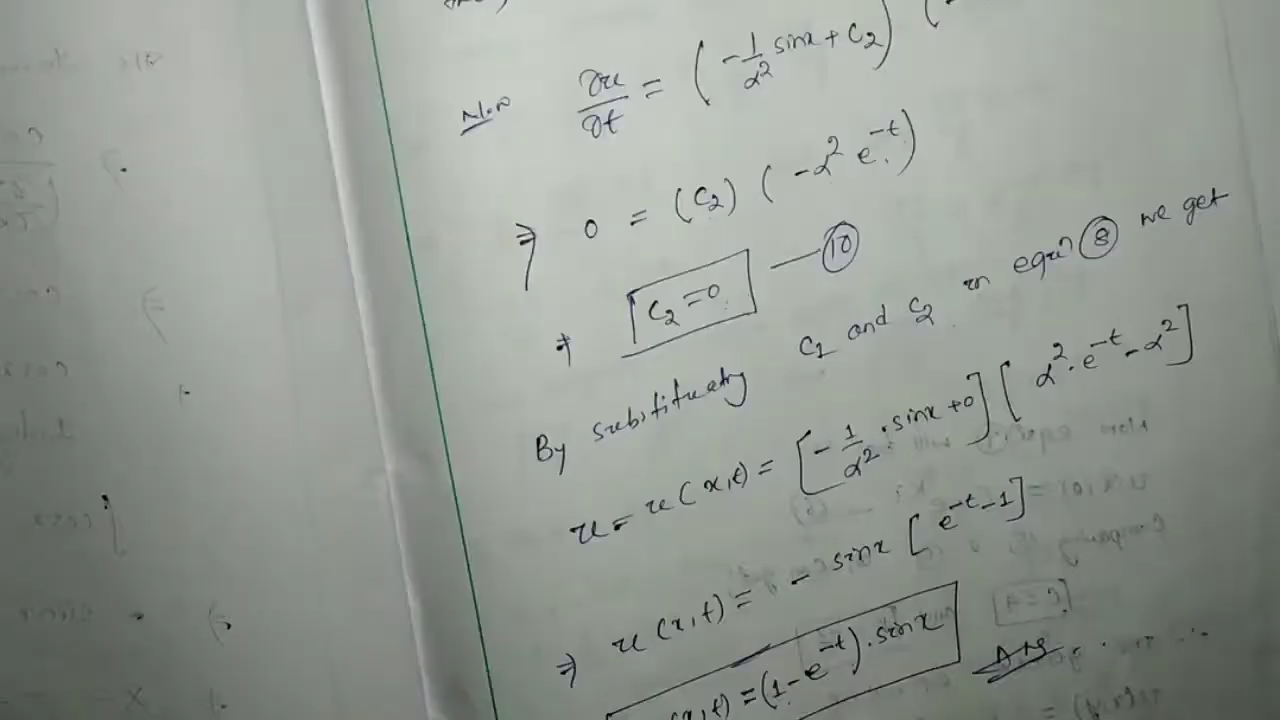 Now ∂u/∂t = (-1/α² sinx + C₂) (
⇒ 0 = (C₂) (-α² e⁻ᵗ)
⇒ C₂ = 0 — ⑩
By substituting C₁ and C₂ in equⁿ ⑧ we get
u = u(x,t) = [-1/α² · sinx + 0] [α² · e⁻ᵗ - α²]
⇒ u(x,t) = - sinx [e⁻ᵗ - 1]
(x,t) = (1 - e⁻ᵗ) · sinx Ans